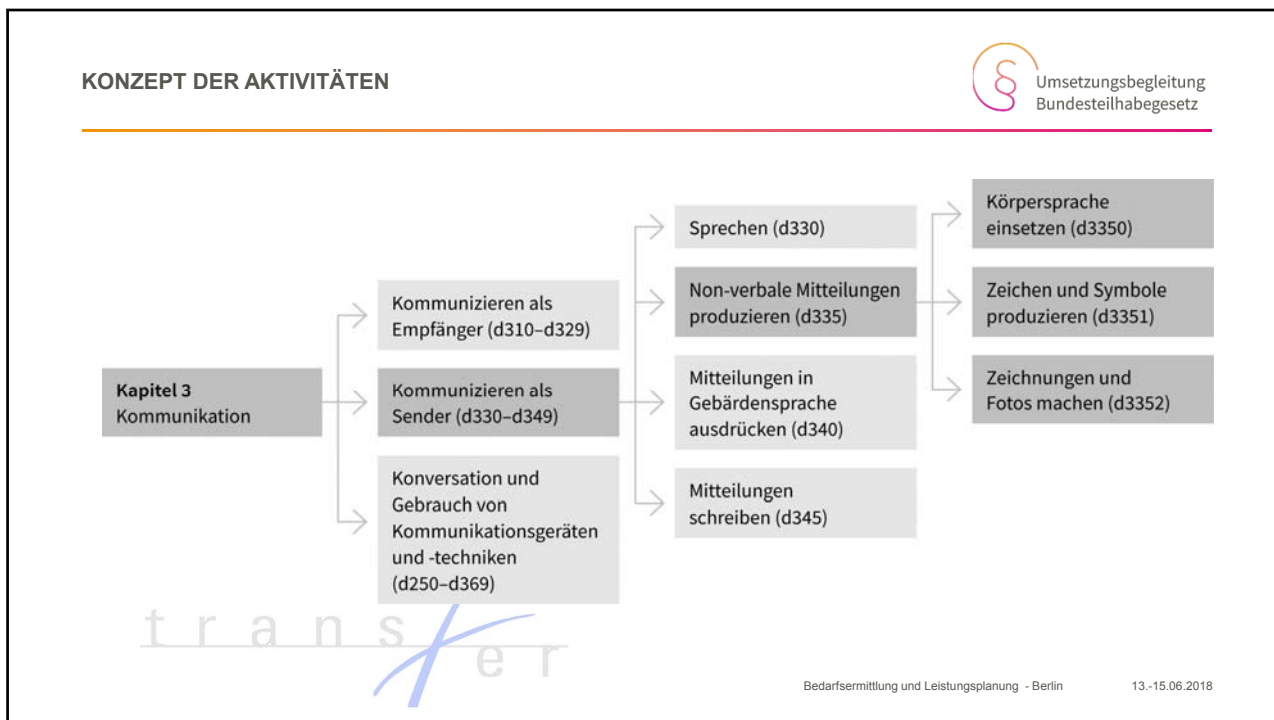 KONZEPT DER AKTIVITÄTEN
Umsetzungsbegleitung
Bundesteilhabegesetz
Kapitel 3
Kommunikation
Kommunizieren als
Empfänger (d310–d329)
Kommunizieren als
Sender (d330–d349)
Konversation und
Gebrauch von
Kommunikationsgeräten
und -techniken
(d250–d369)
Sprechen (d330)
Non-verbale Mitteilungen
produzieren (d335)
Mitteilungen in
Gebärdensprache
ausdrücken (d340)
Mitteilungen
schreiben (d345)
Körpersprache
einsetzen (d3350)
Zeichen und Symbole
produzieren (d3351)
Zeichnungen und
Fotos machen (d3352)
transfer
Bedarfsermittlung und Leistungsplanung - Berlin 13.-15.06.2018